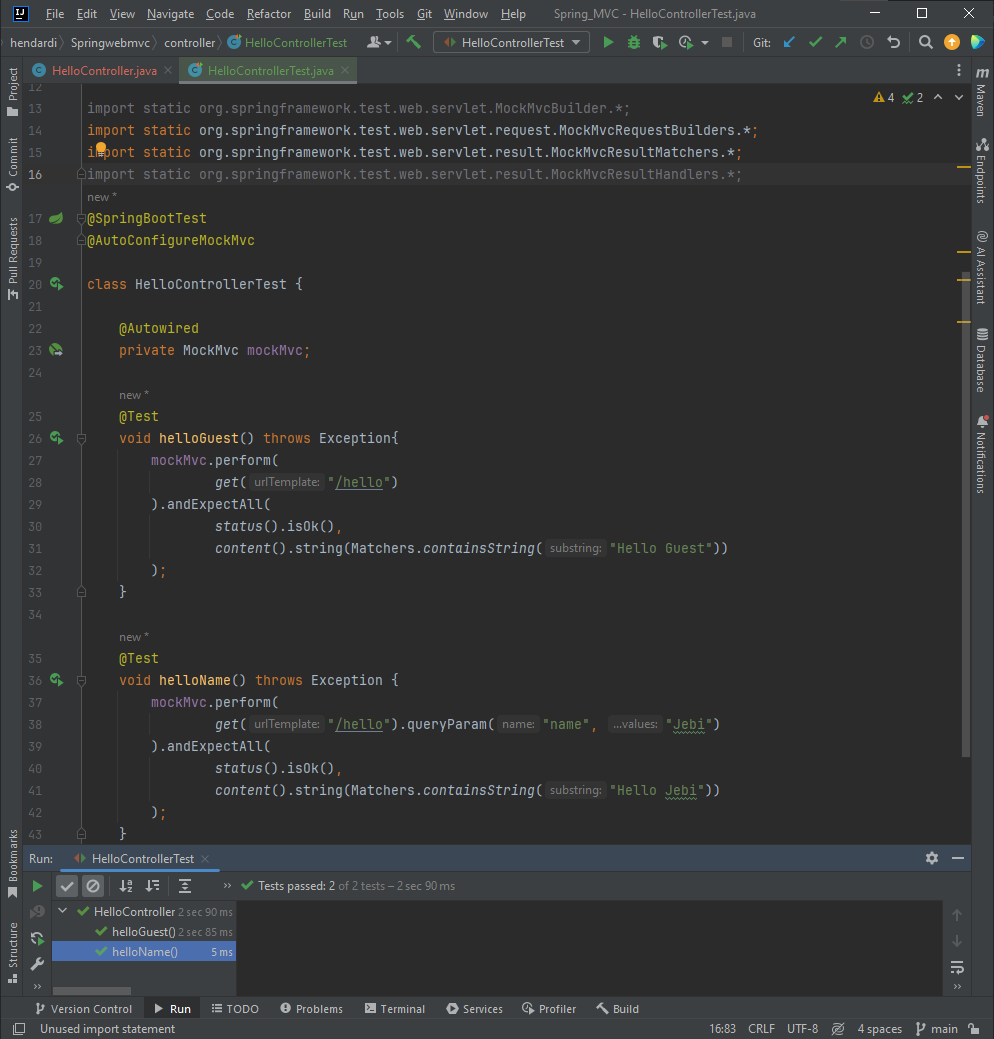 IJ File Edit View Navigate Code Refactor Build Run Tools Git Window Help Spring_MVC - HelloControllerTest.java
hendardi Springwebmvc controller HelloControllerTest HelloControllerTest Git:
HelloController.java HelloControllerTest.java
12
4 2
13 import static org.springframework.test.web.servlet.MockMvcBuilder.*;
14 import static org.springframework.test.web.servlet.request.MockMvcRequestBuilders.*;
15 import static org.springframework.test.web.servlet.result.MockMvcResultMatchers.*;
16 import static org.springframework.test.web.servlet.result.MockMvcResultHandlers.*;
new *
17 @SpringBootTest
18 @AutoConfigureMockMvc
19
20 class HelloControllerTest {
21
22 @Autowired
23 private MockMvc mockMvc;
24
new *
25 @Test
26 void helloGuest() throws Exception{
27 mockMvc.perform(
28 get( urlTemplate: "/hello")
29 ).andExpectAll(
30 status().isOk(),
31 content().string(Matchers.containsString( substring: "Hello Guest"))
32 );
33 }
34
new *
35 @Test
36 void helloName() throws Exception {
37 mockMvc.perform(
38 get( urlTemplate: "/hello").queryParam( name: "name", ...values: "Jebi")
39 ).andExpectAll(
40 status().isOk(),
41 content().string(Matchers.containsString( substring: "Hello Jebi"))
42 );
43 }
Project
Commit
Pull Requests
Bookmarks
Structure
m
Maven
Endpoints
AI Assistant
Database
Notifications
Run: HelloControllerTest
Tests passed: 2 of 2 tests – 2 sec 90 ms
HelloController 2 sec 90 ms
helloGuest() 2 sec 85 ms
helloName() 5 ms
Version Control Run TODO Problems Terminal Services Profiler Build
Unused import statement 16:83 CRLF UTF-8 4 spaces main